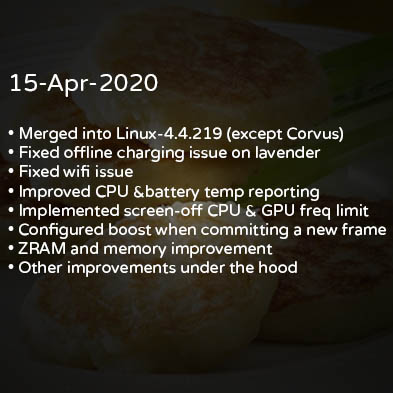 15-Apr-2020
• Merged into Linux-4.4.219 (except Corvus)
• Fixed offline charging issue on lavender
• Fixed wifi issue
• Improved CPU &battery temp reporting
• Implemented screen-off CPU & GPU freq limit
• Configured boost when committing a new frame
• ZRAM and memory improvement
• Other improvements under the hood